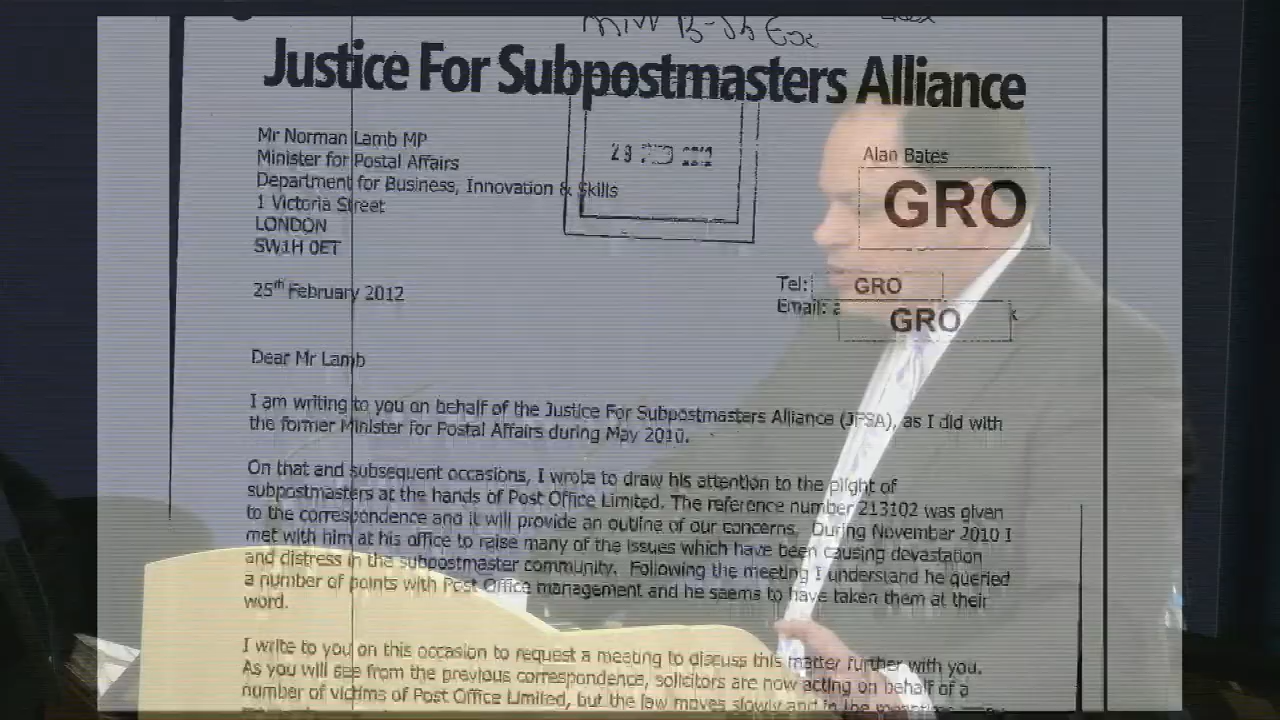 Justice For Subpostmasters Alliance
Mr Norman Lamb MP
Minister for Postal Affairs
Department for Business, Innovation & Skills
1 Victoria Street
LONDON
SW1H 0ET
Alan Bates
GRO
25th February 2012
Tel: GRO
Email: GRO
Dear Mr Lamb
I am writing to you on behalf of the Justice For Subpostmasters Alliance (JFSA), as I did with
the former Minister for Postal Affairs during May 2010.
On that and subsequent occasions, I wrote to draw his attention to the plight of
subpostmasters at the hands of Post Office Limited. The reference number 213102 was given
to the correspondence and it will provide an outline of our concerns. During November 2010 I
met with him at his office to raise many of the issues which have been causing devastation
and distress in the subpostmaster community. Following the meeting I understand he queried
a number of points with Post Office management and he seems to have taken them at their
word.
I write to you on this occasion to request a meeting to discuss this matter further with you.
As you will see from the previous correspondence, solicitors are now acting on behalf of a
number of victims of Post Office Limited, but the law moves slowly and in the